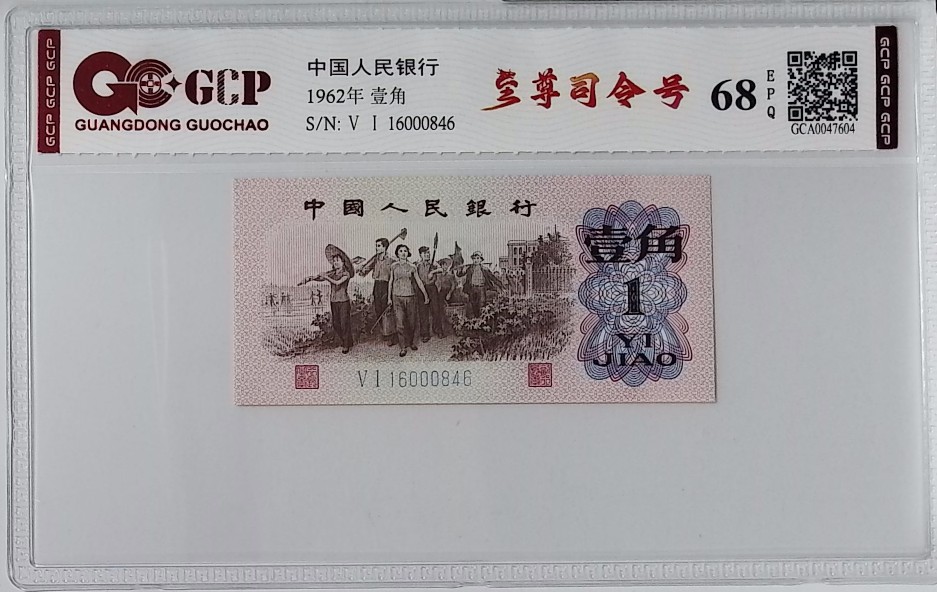 GCP GCP GCP
GCP
GUANGDONG GUOCHAO
中国人民银行
1962年 壹角
S/N: V I 16000846
至尊司令号
68
EPQ
GCA0047604
GCP GCP GCP
中國人民銀行
壹角
1
YI
JIAO
V I 16000846